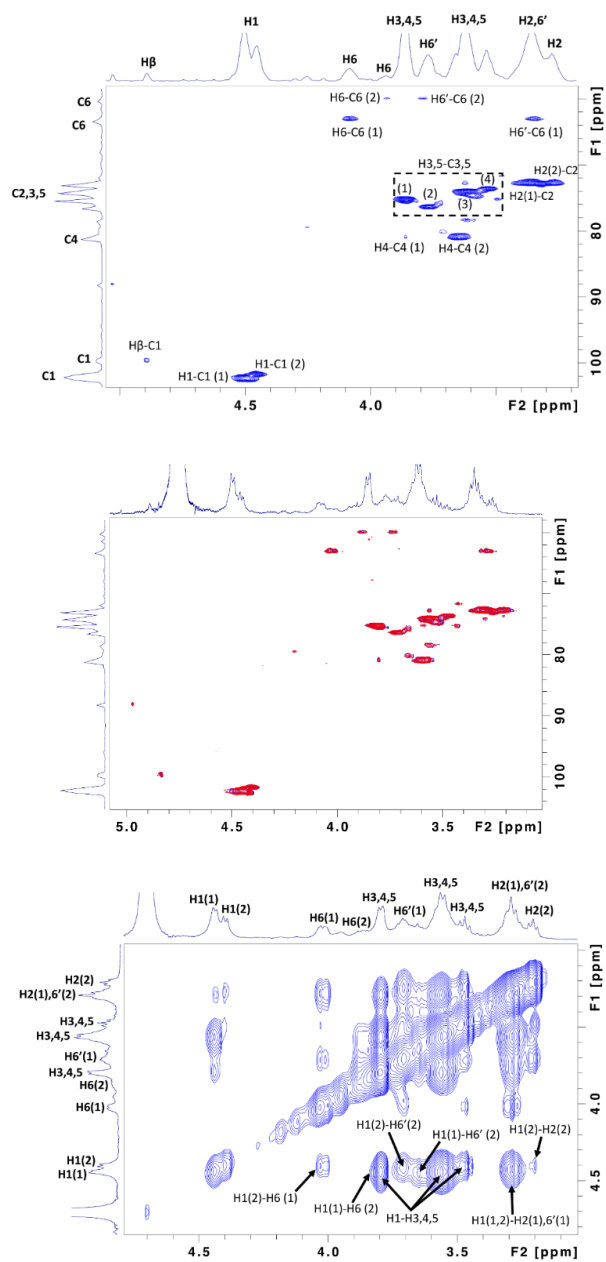 H1
H3,4,5
H3,4,5
H2,6'
H6'
H2
Hβ
H6
H6
C6
C6
C2,3,5
C4
C1
C1
H6-C6 (2)
H6'-C6 (2)
H6-C6 (1)
H6'-C6 (1)
H3,5-C3,5
(1)
(2)
(3)
(4)
H2(2)-C2
H2(1)-C2
H4-C4 (1)
H4-C4 (2)
Hβ-C1
H1-C1 (1)
H1-C1 (2)
F1 [ppm]
80
90
100
4.5
4.0
F2 [ppm]
F1 [ppm]
80
90
100
5.0
4.5
4.0
3.5
F2 [ppm]
H1(1)
H1(2)
H6(1)
H6(2)
H3,4,5
H6'(1)
H3,4,5
H3,4,5
H2(1),6'(2)
H2(2)
H2(2)
H2(1),6'(2)
H3,4,5
H3,4,5
H6'(1)
H3,4,5
H6(2)
H6(1)
H1(2)
H1(1)
H1(2)-H6'(2)
H1(1)-H6' (2)
H1(2)-H2(2)
H1(2)-H6 (1)
H1(1)-H6 (2)
H1-H3,4,5
H1(1,2)-H2(1),6'(1)
F1 [ppm]
4.0
4.5
4.5
4.0
3.5
F2 [ppm]